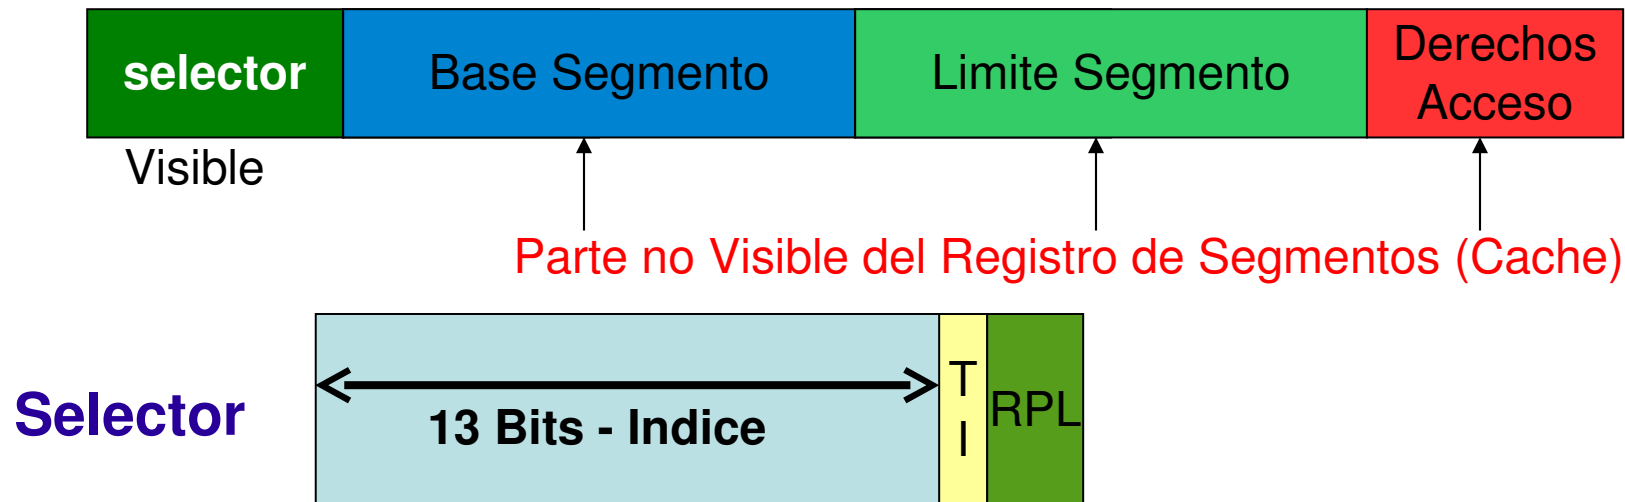 selector
Base Segmento
Limite Segmento
Derechos
Acceso
Visible
Parte no Visible del Registro de Segmentos (Cache)
Selector
13 Bits - Indice
T
I
RPL